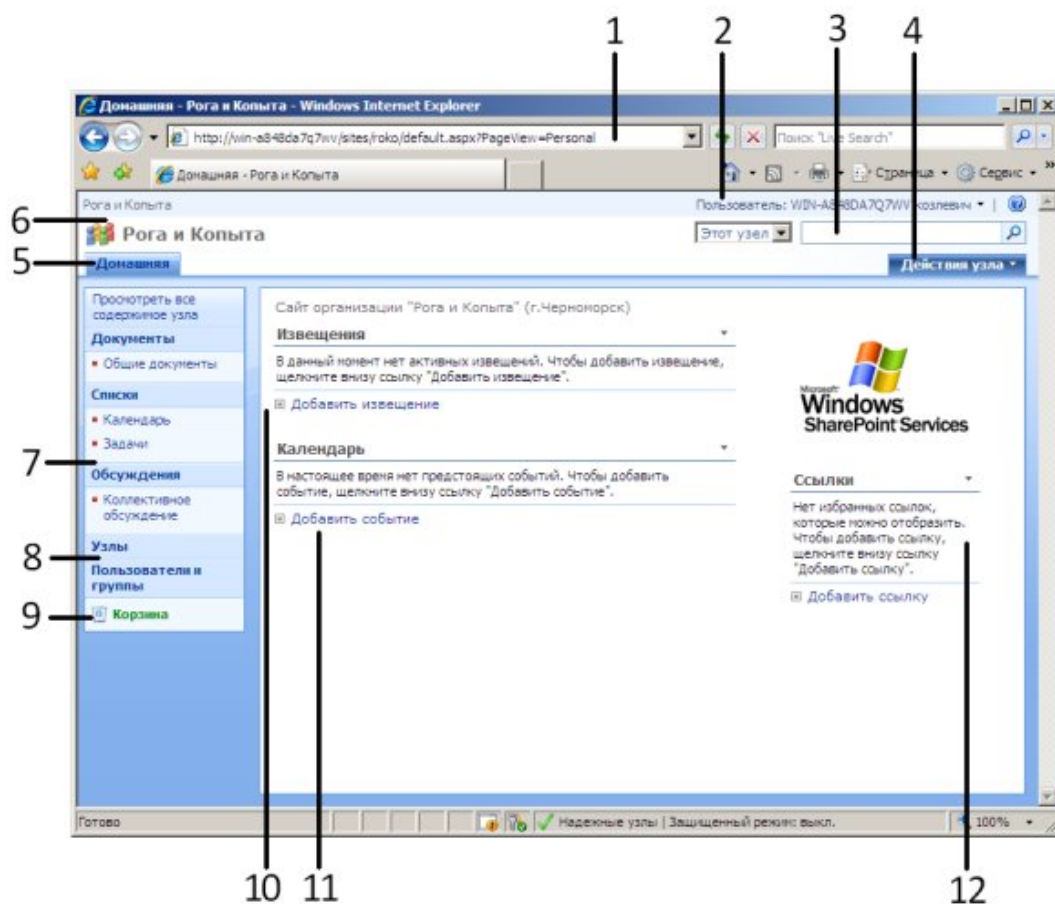 1 2 3 4
Домашняя - Рога и Копыта - Windows Internet Explorer
http://win-a848da7q7wv/sites/roko/default.aspx?PageView=Personal
Поиск "Live Search"
Домашняя - Рога и Копыта
Страница
Сервис
Рога и Копыта
Пользователь: WIN-A848DA7Q7WV\козлевич
6
Рога и Копыта
Этот узел
5
Домашняя
Действия узла
Просмотреть все
содержимое узла
Документы
Общие документы
Списки
Календарь
Задачи
7
Обсуждения
Коллективное
обсуждение
8
Узлы
Пользователи и
группы
9
Корзина
Сайт организации "Рога и Копыта" (г.Черноморск)
Извещения
В данный момент нет активных извещений. Чтобы добавить извещение,
щелкните внизу ссылку "Добавить извещение".
Добавить извещение
Календарь
В настоящее время нет предстоящих событий. Чтобы добавить
событие, щелкните внизу ссылку "Добавить событие".
Добавить событие
Microsoft
Windows
SharePoint Services
Ссылки
Нет избранных ссылок,
которые можно отобразить.
Чтобы добавить ссылку,
щелкните внизу ссылку
"Добавить ссылку".
Добавить ссылку
Готово
Надежные узлы | Защищенный режим: выкл.
100%
10 11 12